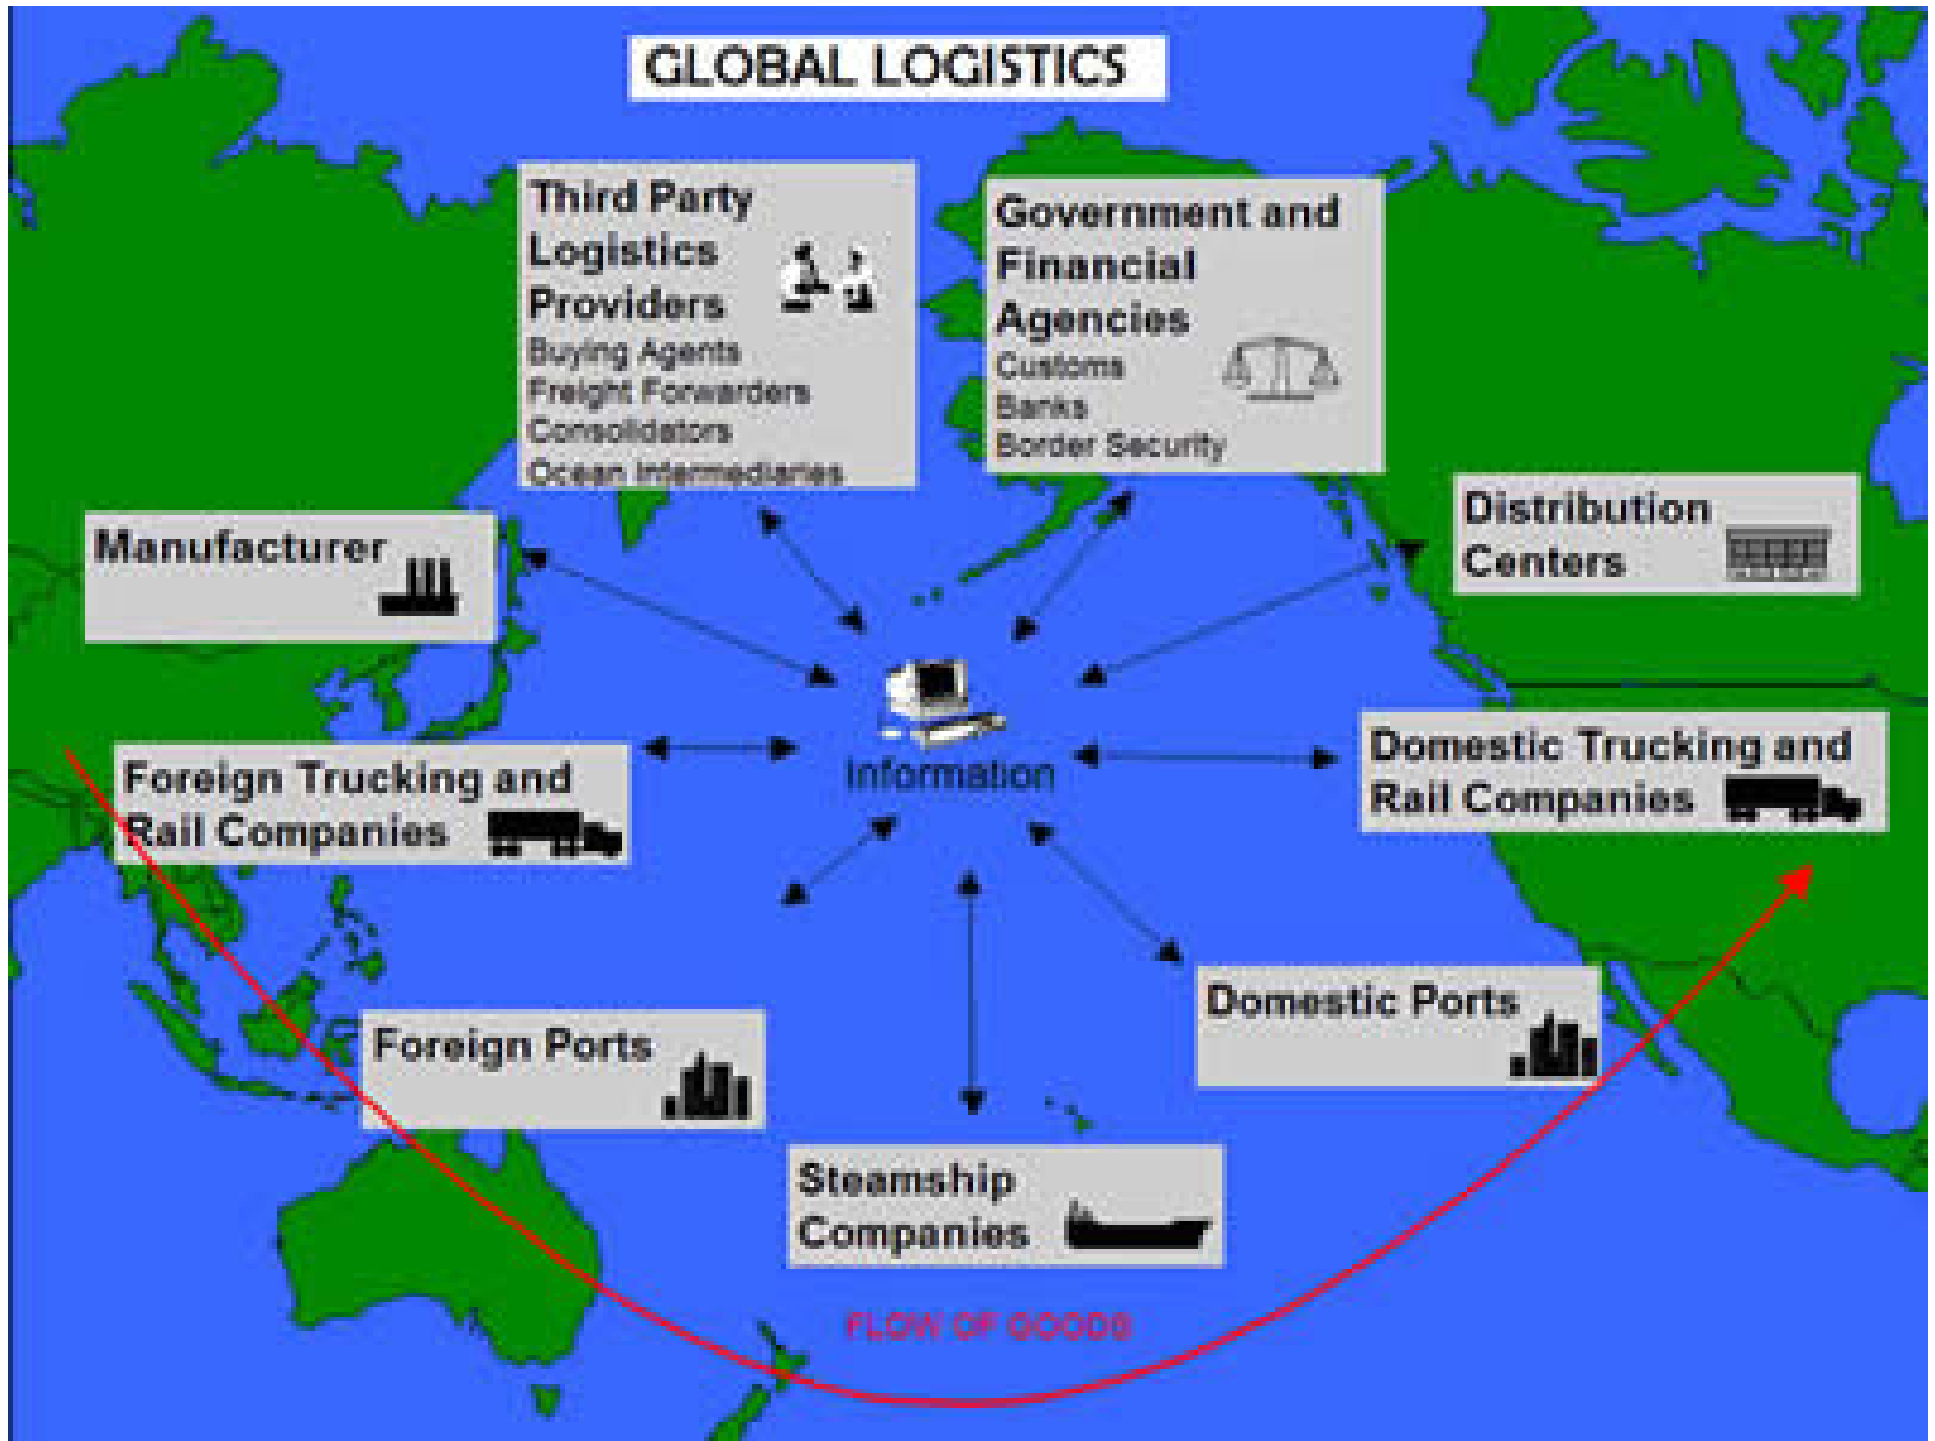 GLOBAL LOGISTICS
Third Party
Logistics
Providers
Buying Agents
Freight Forwarders
Consolidators
Ocean Intermediaries
Government and
Financial
Agencies
Customs
Banks
Border Security
Manufacturer
Distribution
Centers
Foreign Trucking and
Rail Companies
Information
Domestic Trucking and
Rail Companies
Foreign Ports
Domestic Ports
Steamship
Companies
FLOW OF GOODS